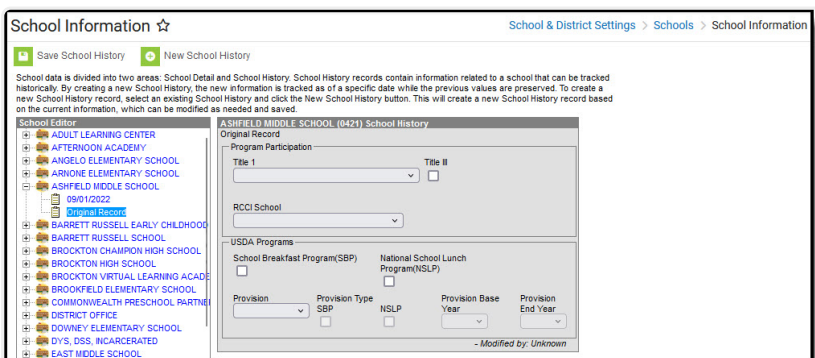 School Information ☆
School & District Settings > Schools > School Information
Save School History
New School History
School data is divided into two areas: School Detail and School History. School History records contain information related to a school that can be tracked
historically. By creating a new School History, the new information is tracked as of a specific date while the previous values are preserved. To create a
new School History record, select an existing School History and click the New School History button. This will create a new School History record based
on the current information, which can be modified as needed and saved.
School Editor
ADULT LEARNING CENTER
AFTERNOON ACADEMY
ANGELO ELEMENTARY SCHOOL
ARNONE ELEMENTARY SCHOOL
ASHFIELD MIDDLE SCHOOL
09/01/2022
Original Record
BARRETT RUSSELL EARLY CHILDHOOD
BARRETT RUSSELL SCHOOL
BROCKTON CHAMPION HIGH SCHOOL
BROCKTON HIGH SCHOOL
BROCKTON VIRTUAL LEARNING ACADE
BROOKFIELD ELEMENTARY SCHOOL
COMMONWEALTH PRESCHOOL PARTNE
DISTRICT OFFICE
DOWNEY ELEMENTARY SCHOOL
DYS, DSS, INCARCERATED
EAST MIDDLE SCHOOL
ASHFIELD MIDDLE SCHOOL (0421) School History
Original Record
Program Participation
Title 1
Title III
RCCI School
USDA Programs
School Breakfast Program(SBP)
National School Lunch
Program(NSLP)
Provision
Provision Type
SBP
NSLP
Provision Base
Year
Provision
End Year
- Modified by: Unknown